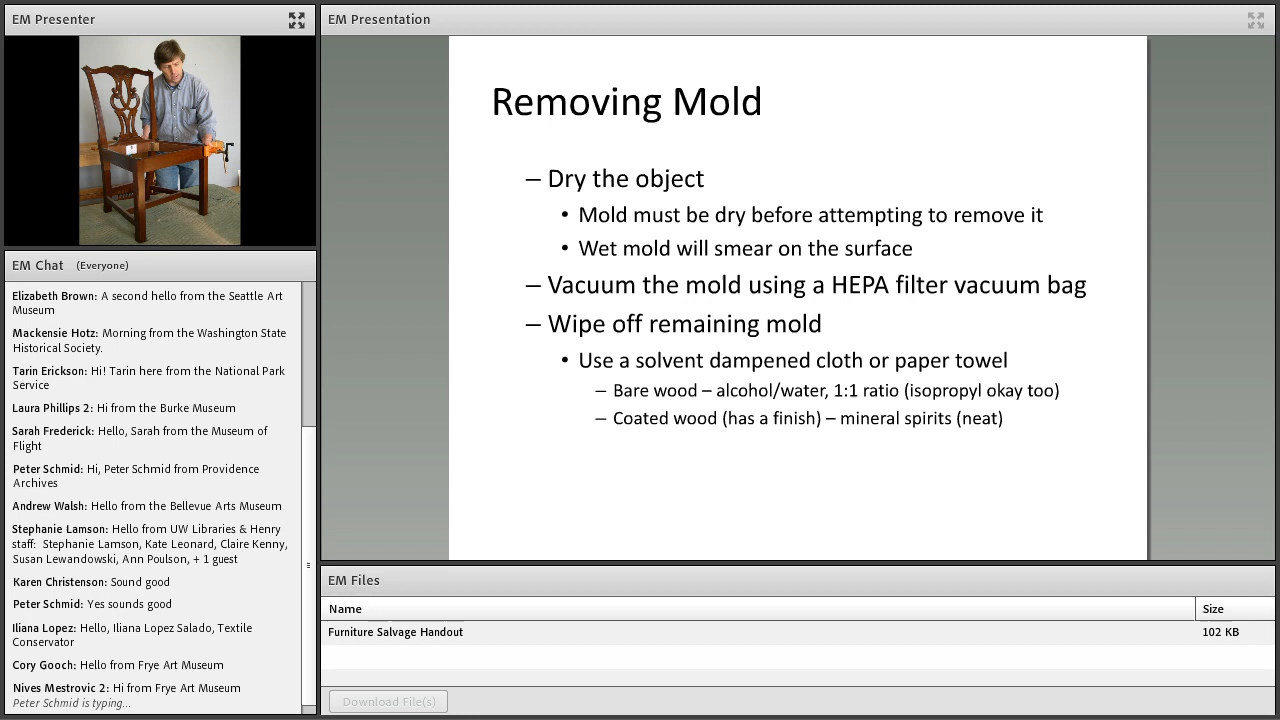 EM Presenter
EM Chat (Everyone)
Elizabeth Brown: A second hello from the Seattle Art
Museum
Mackensie Hotz: Morning from the Washington State
Historical Society.
Tarin Erickson: Hi! Tarin here from the National Park
Service
Laura Phillips 2: Hi from the Burke Museum
Sarah Frederick: Hello, Sarah from the Museum of
Flight
Peter Schmid: Hi, Peter Schmid from Providence
Archives
Andrew Walsh: Hello from the Bellevue Arts Museum
Stephanie Lamson: Hello from UW Libraries & Henry
staff: Stephanie Lamson, Kate Leonard, Claire Kenny,
Susan Lewandowski, Ann Poulson, + 1 guest
Karen Christenson: Sound good
Peter Schmid: Yes sounds good
Iliana Lopez: Hello, Iliana Lopez Salado, Textile
Conservator
Cory Gooch: Hello from Frye Art Museum
Nives Mestrovic 2: Hi from Frye Art Museum
Peter Schmid is typing...
EM Presentation
Removing Mold
– Dry the object
• Mold must be dry before attempting to remove it
• Wet mold will smear on the surface
– Vacuum the mold using a HEPA filter vacuum bag
– Wipe off remaining mold
• Use a solvent dampened cloth or paper towel
– Bare wood – alcohol/water, 1:1 ratio (isopropyl okay too)
– Coated wood (has a finish) – mineral spirits (neat)
EM Files
Name Size
Furniture Salvage Handout 102 KB
Download File(s)